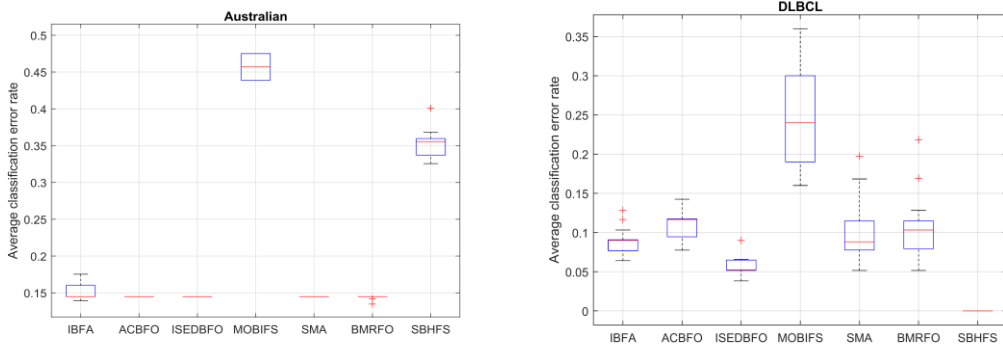 Australian
Average classification error rate
0.5
0.45
0.4
0.35
0.3
0.25
0.2
0.15
IBFA ACBFO ISEDBFO MOBIFS SMA BMRFO SBHFS
DLBCL
Average classification error rate
0.35
0.3
0.25
0.2
0.15
0.1
0.05
0
IBFA ACBFO ISEDBFO MOBIFS SMA BMRFO SBHFS